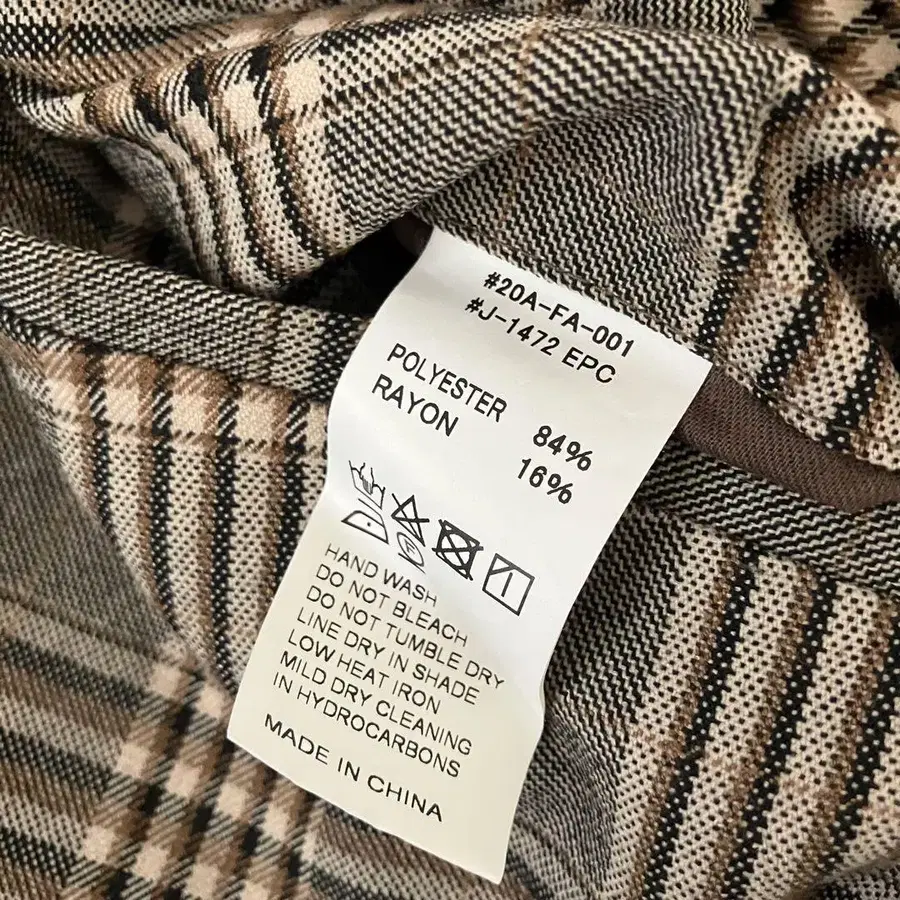 #20A-FA-001
#J-1472 EPC
POLYESTER 84%
RAYON 16%
F
HAND WASH
DO NOT BLEACH
DO NOT TUMBLE DRY
LINE DRY IN SHADE
LOW HEAT IRON
MILD DRY CLEANING
IN HYDROCARBONS
MADE IN CHINA